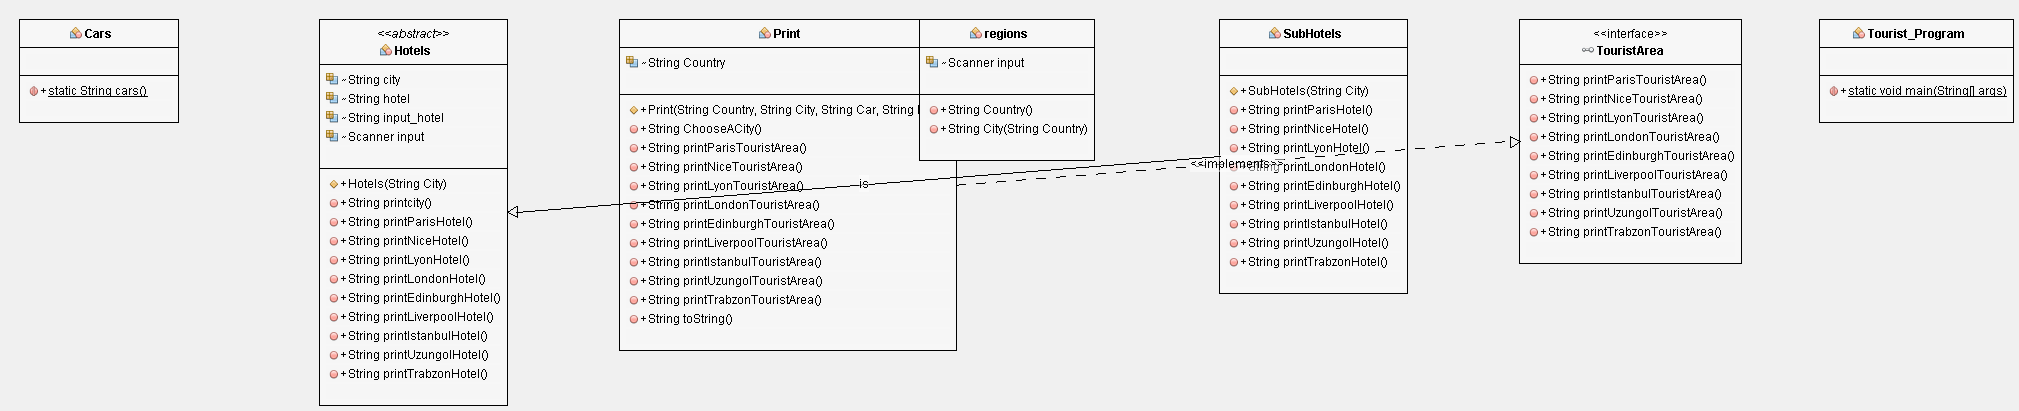 Cars
+static String cars()
<<abstract>>
Hotels
~String city
~String hotel
~String input_hotel
~Scanner input
+Hotels(String City)
+String printcity()
+String printParisHotel()
+String printNiceHotel()
+String printLyonHotel()
+String printLondonHotel()
+String printEdinburghHotel()
+String printLiverpoolHotel()
+String printIstanbulHotel()
+String printUzungolHotel()
+String printTrabzonHotel()
Print
~String Country
+Print(String Country, String City, String Car, String
+String ChooseACity()
+String printParisTouristArea()
+String printNiceTouristArea()
+String printLyonTouristArea()
+String printLondonTouristArea()
+String printEdinburghTouristArea()
+String printLiverpoolTouristArea()
+String printIstanbulTouristArea()
+String printUzungolTouristArea()
+String printTrabzonTouristArea()
+String toString()
is
regions
~Scanner input
+String Country()
+String City(String Country)
<<implements>>
SubHotels
+SubHotels(String City)
+String printParisHotel()
+String printNiceHotel()
+String printLyonHotel()
+String printLondonHotel()
+String printEdinburghHotel()
+String printLiverpoolHotel()
+String printIstanbulHotel()
+String printUzungolHotel()
+String printTrabzonHotel()
<<interface>>
TouristArea
+String printParisTouristArea()
+String printNiceTouristArea()
+String printLyonTouristArea()
+String printLondonTouristArea()
+String printEdinburghTouristArea()
+String printLiverpoolTouristArea()
+String printIstanbulTouristArea()
+String printUzungolTouristArea()
+String printTrabzonTouristArea()
Tourist_Program
+static void main(String[] args)